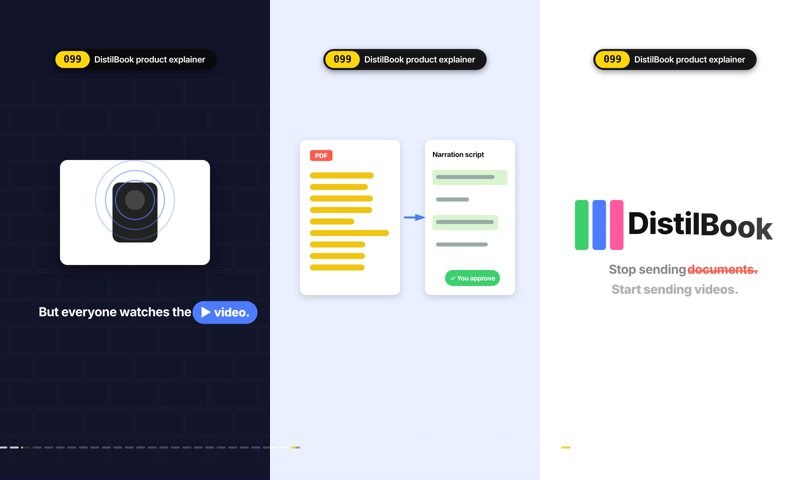 099 DistilBook product explainer
But everyone watches the video.
099 DistilBook product explainer
PDF
Narration script
✓ You approve
099 DistilBook product explainer
DistilBook
Stop sending documents.
Start sending videos.